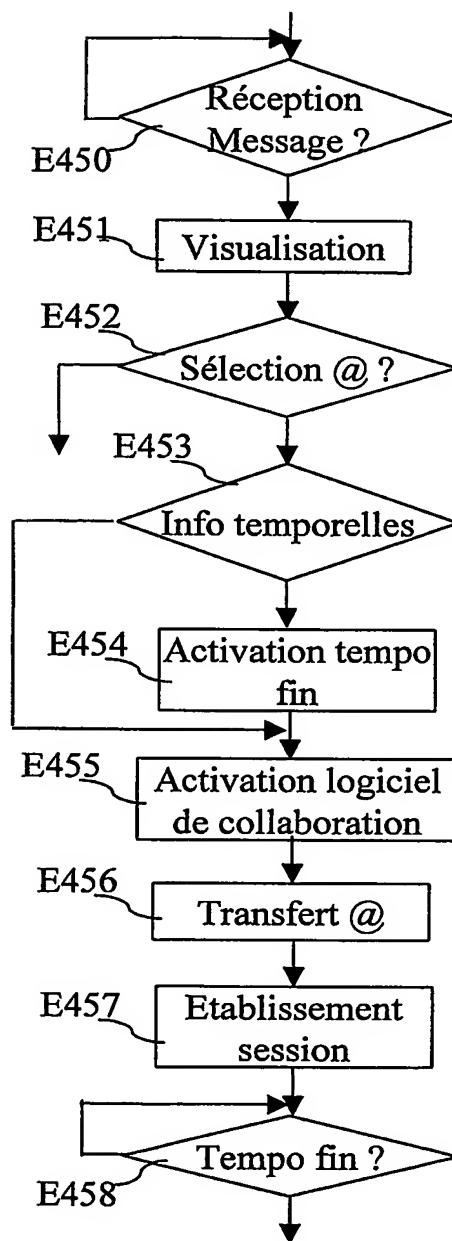 Réception
Message ?
E450
E451
Visualisation
E452
Sélection @ ?
E453
Info temporelles
E454
Activation tempo
fin
E455
Activation logiciel
de collaboration
E456
Transfert @
E457
Etablissement
session
Tempo fin ?
E458